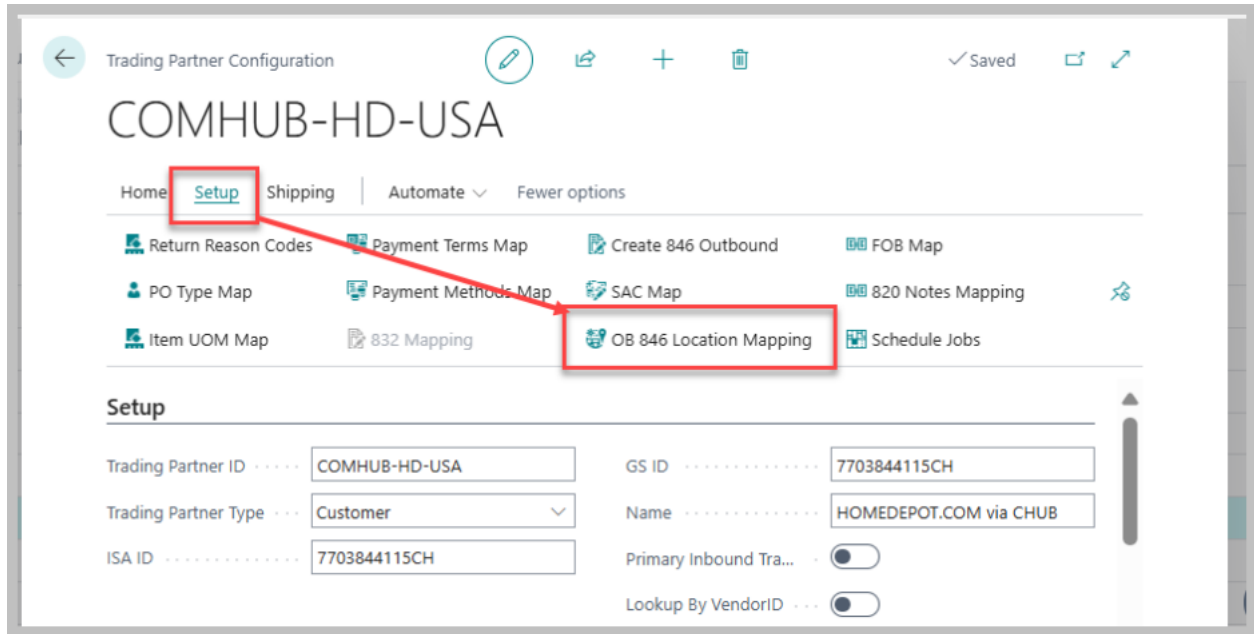 Trading Partner Configuration
Saved
COMHUB-HD-USA
Home Setup Shipping Automate Fewer options
Return Reason Codes Payment Terms Map Create 846 Outbound FOB Map
PO Type Map Payment Methods Map SAC Map 820 Notes Mapping
Item UOM Map 832 Mapping OB 846 Location Mapping Schedule Jobs
Setup
Trading Partner ID COMHUB-HD-USA GS ID 7703844115CH
Trading Partner Type Customer Name HOMEDEPOT.COM via CHUB
ISA ID 7703844115CH Primary Inbound Tra...
Lookup By VendorID